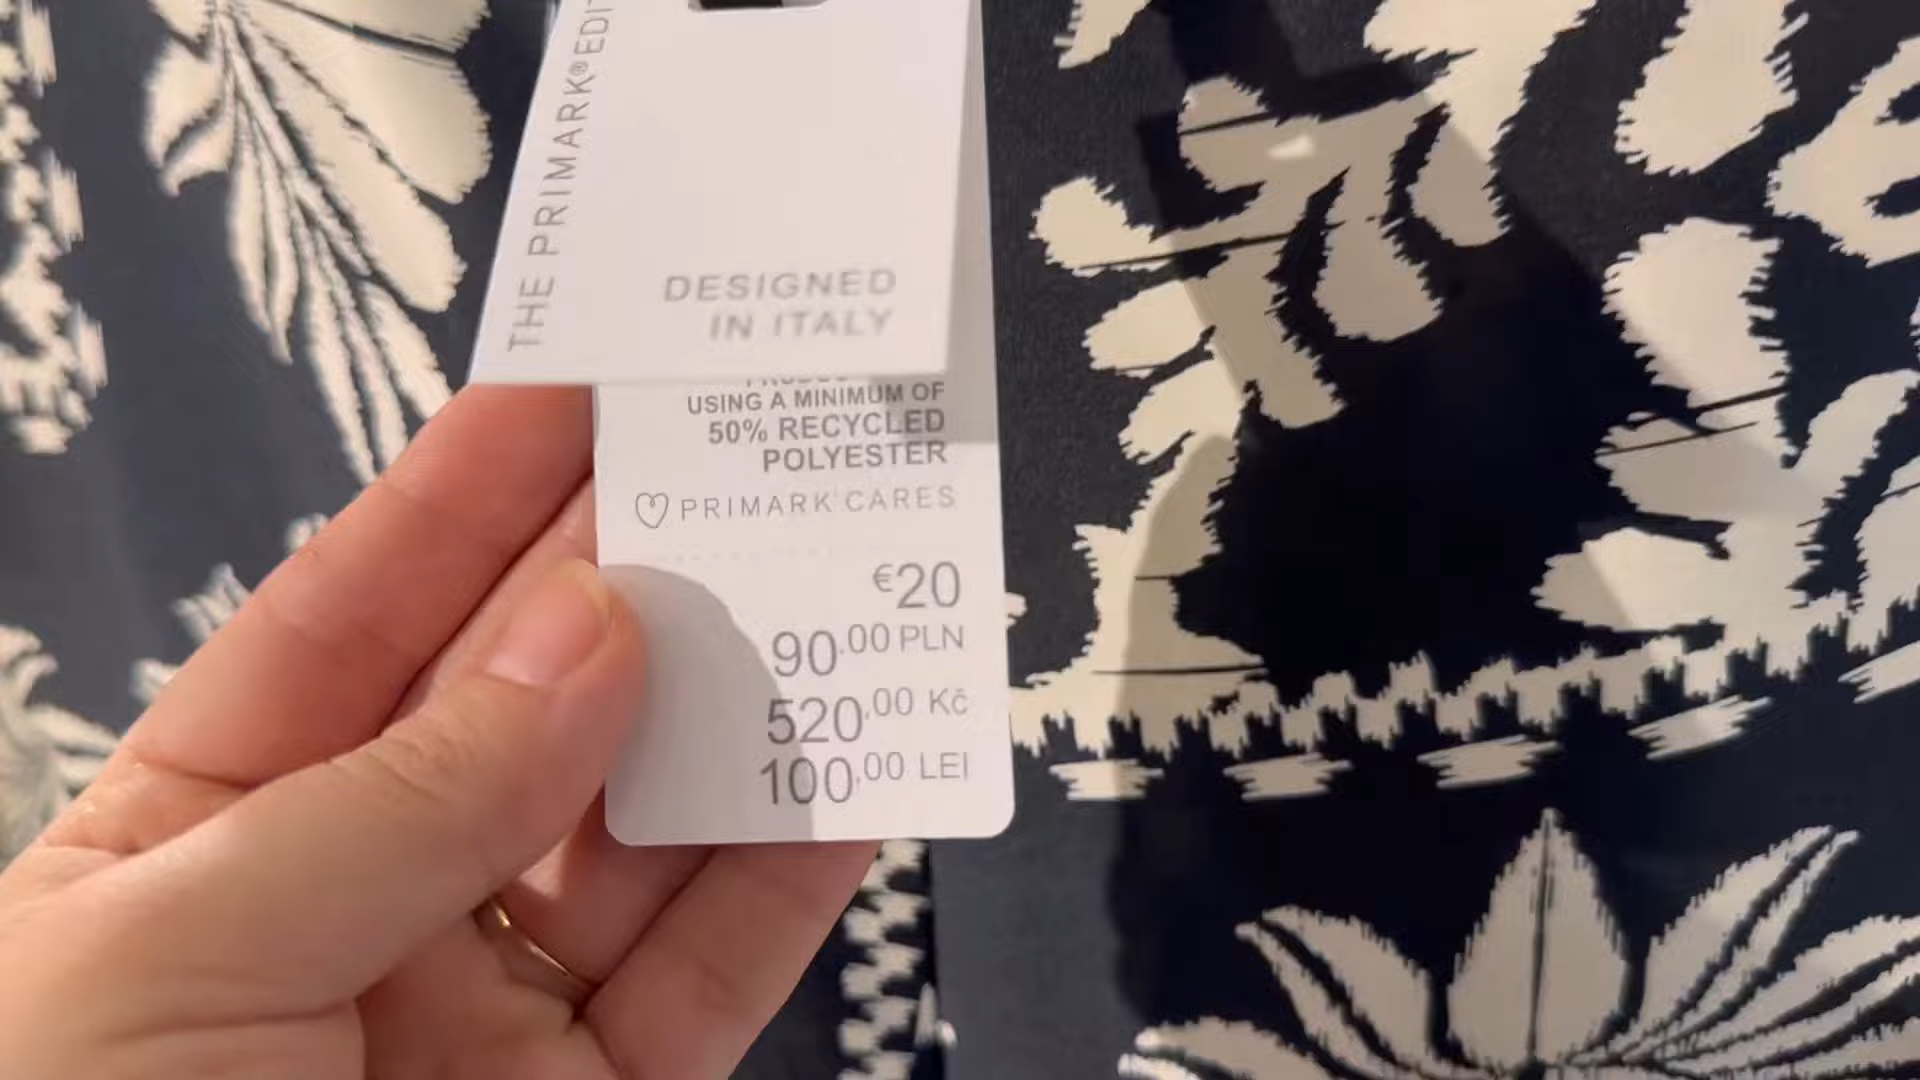 THE PRIMARK® EDIT
DESIGNED
IN ITALY
USING A MINIMUM OF
50% RECYCLED
POLYESTER
PRIMARK CARES
€20
90.00 PLN
520,00 Kč
100,00 LEI